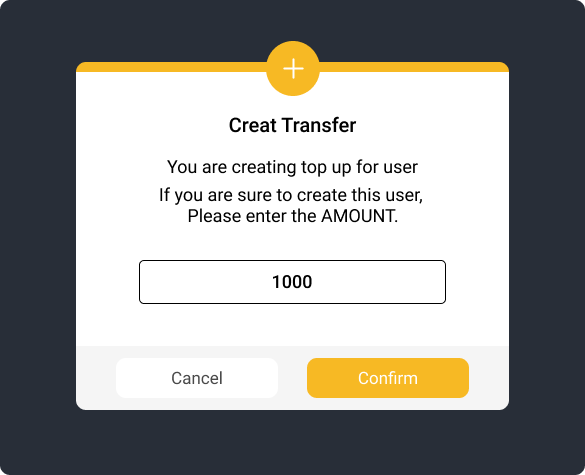 Creat Transfer
You are creating top up for user
If you are sure to create this user,
Please enter the AMOUNT.
1000
Cancel
Confirm